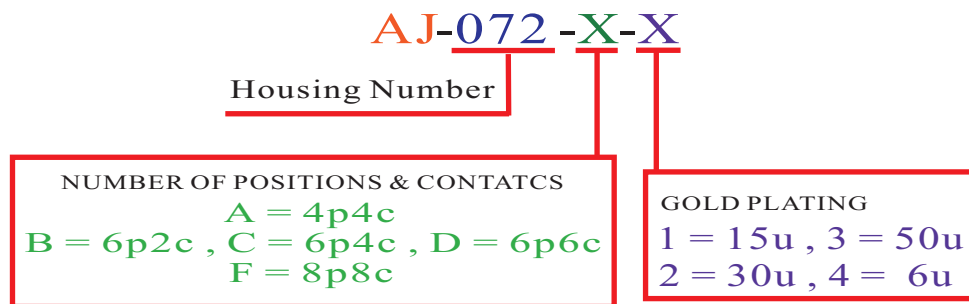 AJ-072-X-X
Housing Number
NUMBER OF POSITIONS & CONTATCS
A = 4p4c
B = 6p2c , C = 6p4c , D = 6p6c
F = 8p8c
GOLD PLATING
1 = 15u , 3 = 50u
2 = 30u , 4 = 6u